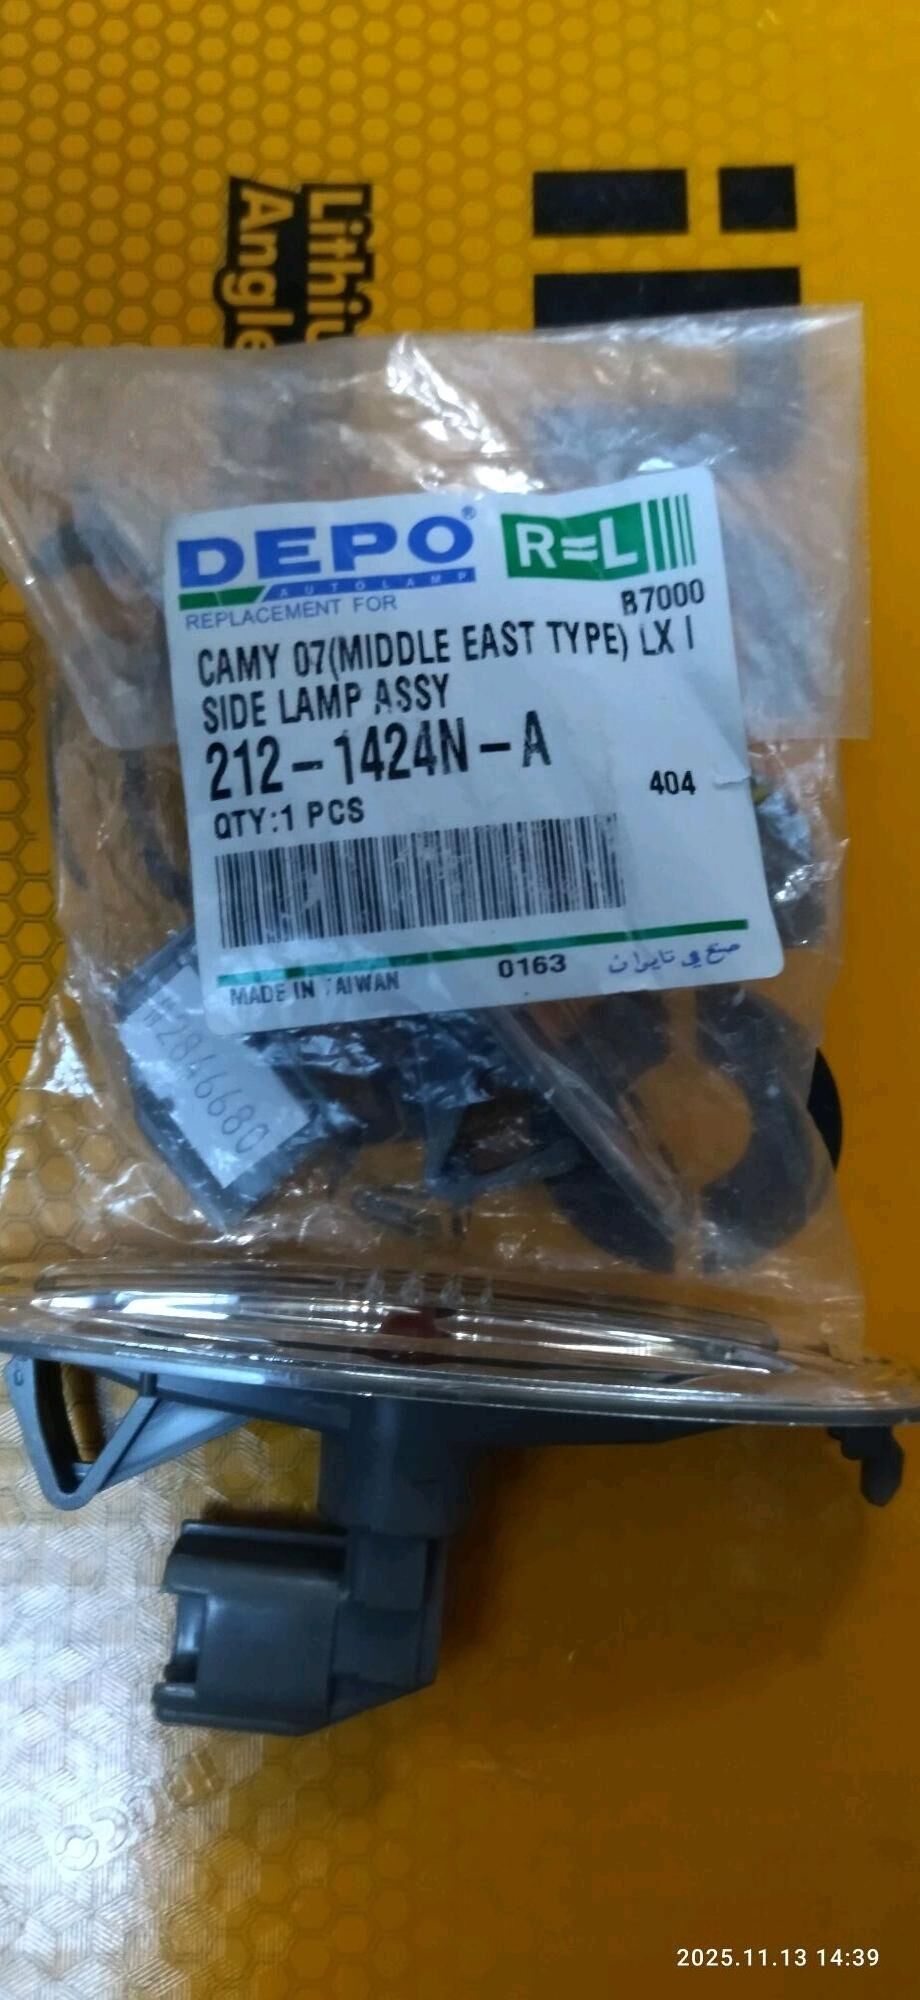 Lithiu
Angle
DEPO®
AUTOLAMP
R=L
REPLACEMENT FOR
B7000
CAMY 07(MIDDLE EAST TYPE) LX I
SIDE LAMP ASSY
212-1424N-A
404
QTY:1 PCS
MADE IN TAIWAN
0163
صنع في تايوان
2846680
2025.11.13 14:39